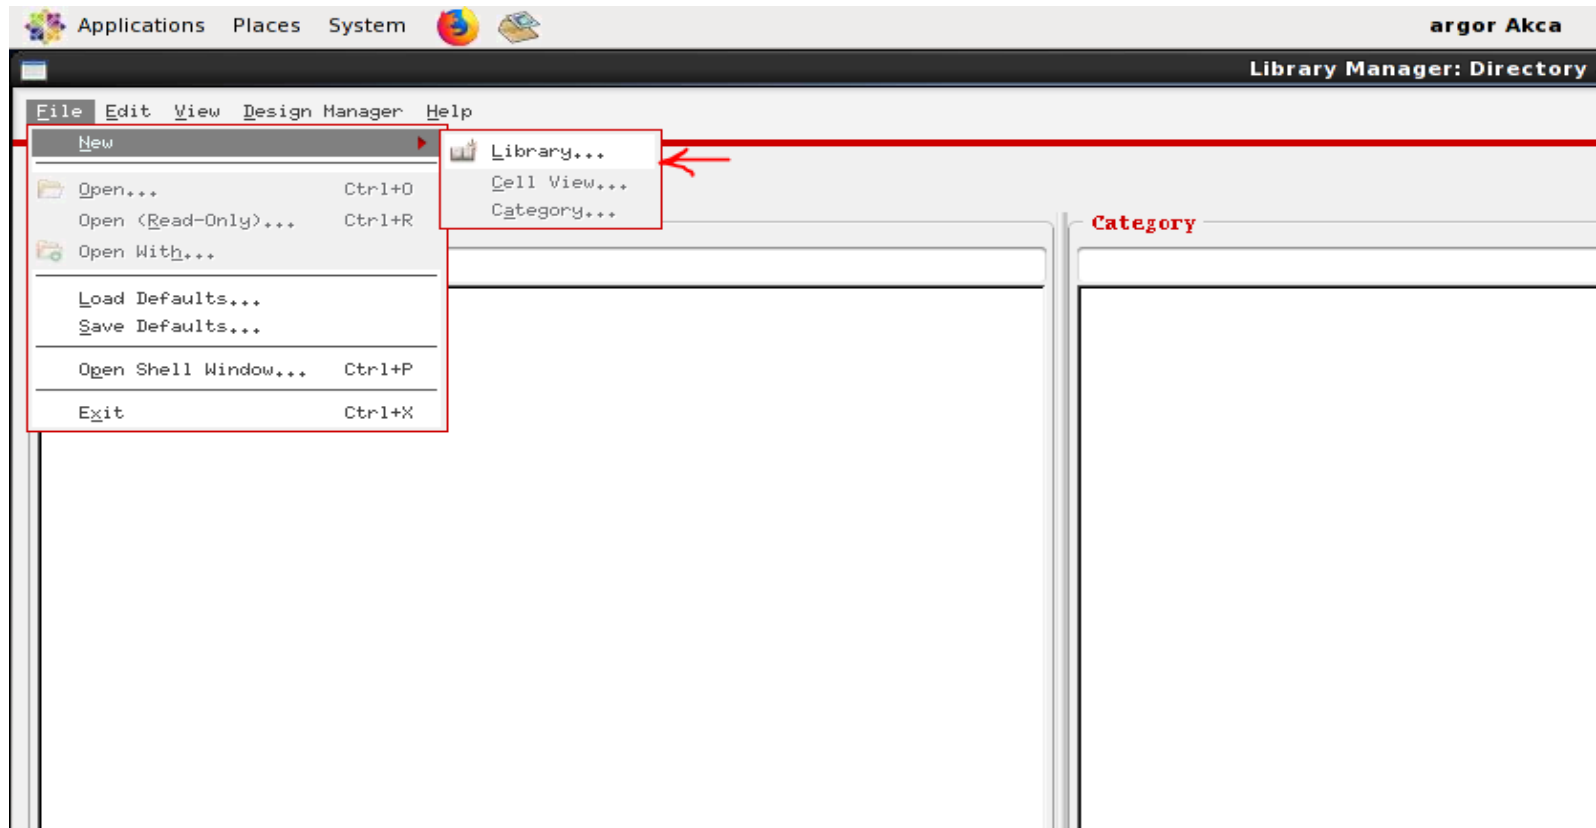 Applications Places System argor Akca
Library Manager: Directory
File Edit View Design Manager Help
New
Library...
Cell View...
Category...
Open... Ctrl+O
Open (Read-Only)... Ctrl+R
Open With...
Load Defaults...
Save Defaults...
Open Shell Window... Ctrl+P
Exit Ctrl+X
Category